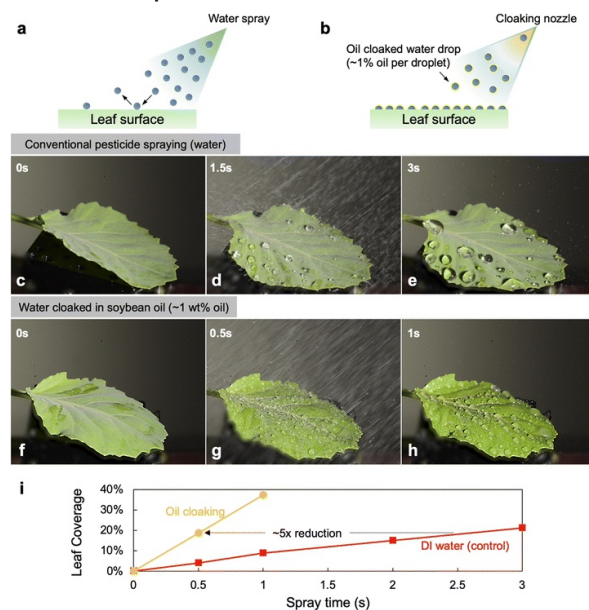 a
Water spray
Leaf surface
b
Cloaking nozzle
Oil cloaked water drop
(~1% oil per droplet)
Leaf surface
Conventional pesticide spraying (water)
0s
c
1.5s
d
3s
e
Water cloaked in soybean oil (~1 wt% oil)
0s
f
0.5s
g
1s
h
i
Leaf Coverage
40%
30%
20%
10%
0%
Oil cloaking
~5x reduction
DI water (control)
0
0.5
1
1.5
2
2.5
3
Spray time (s)